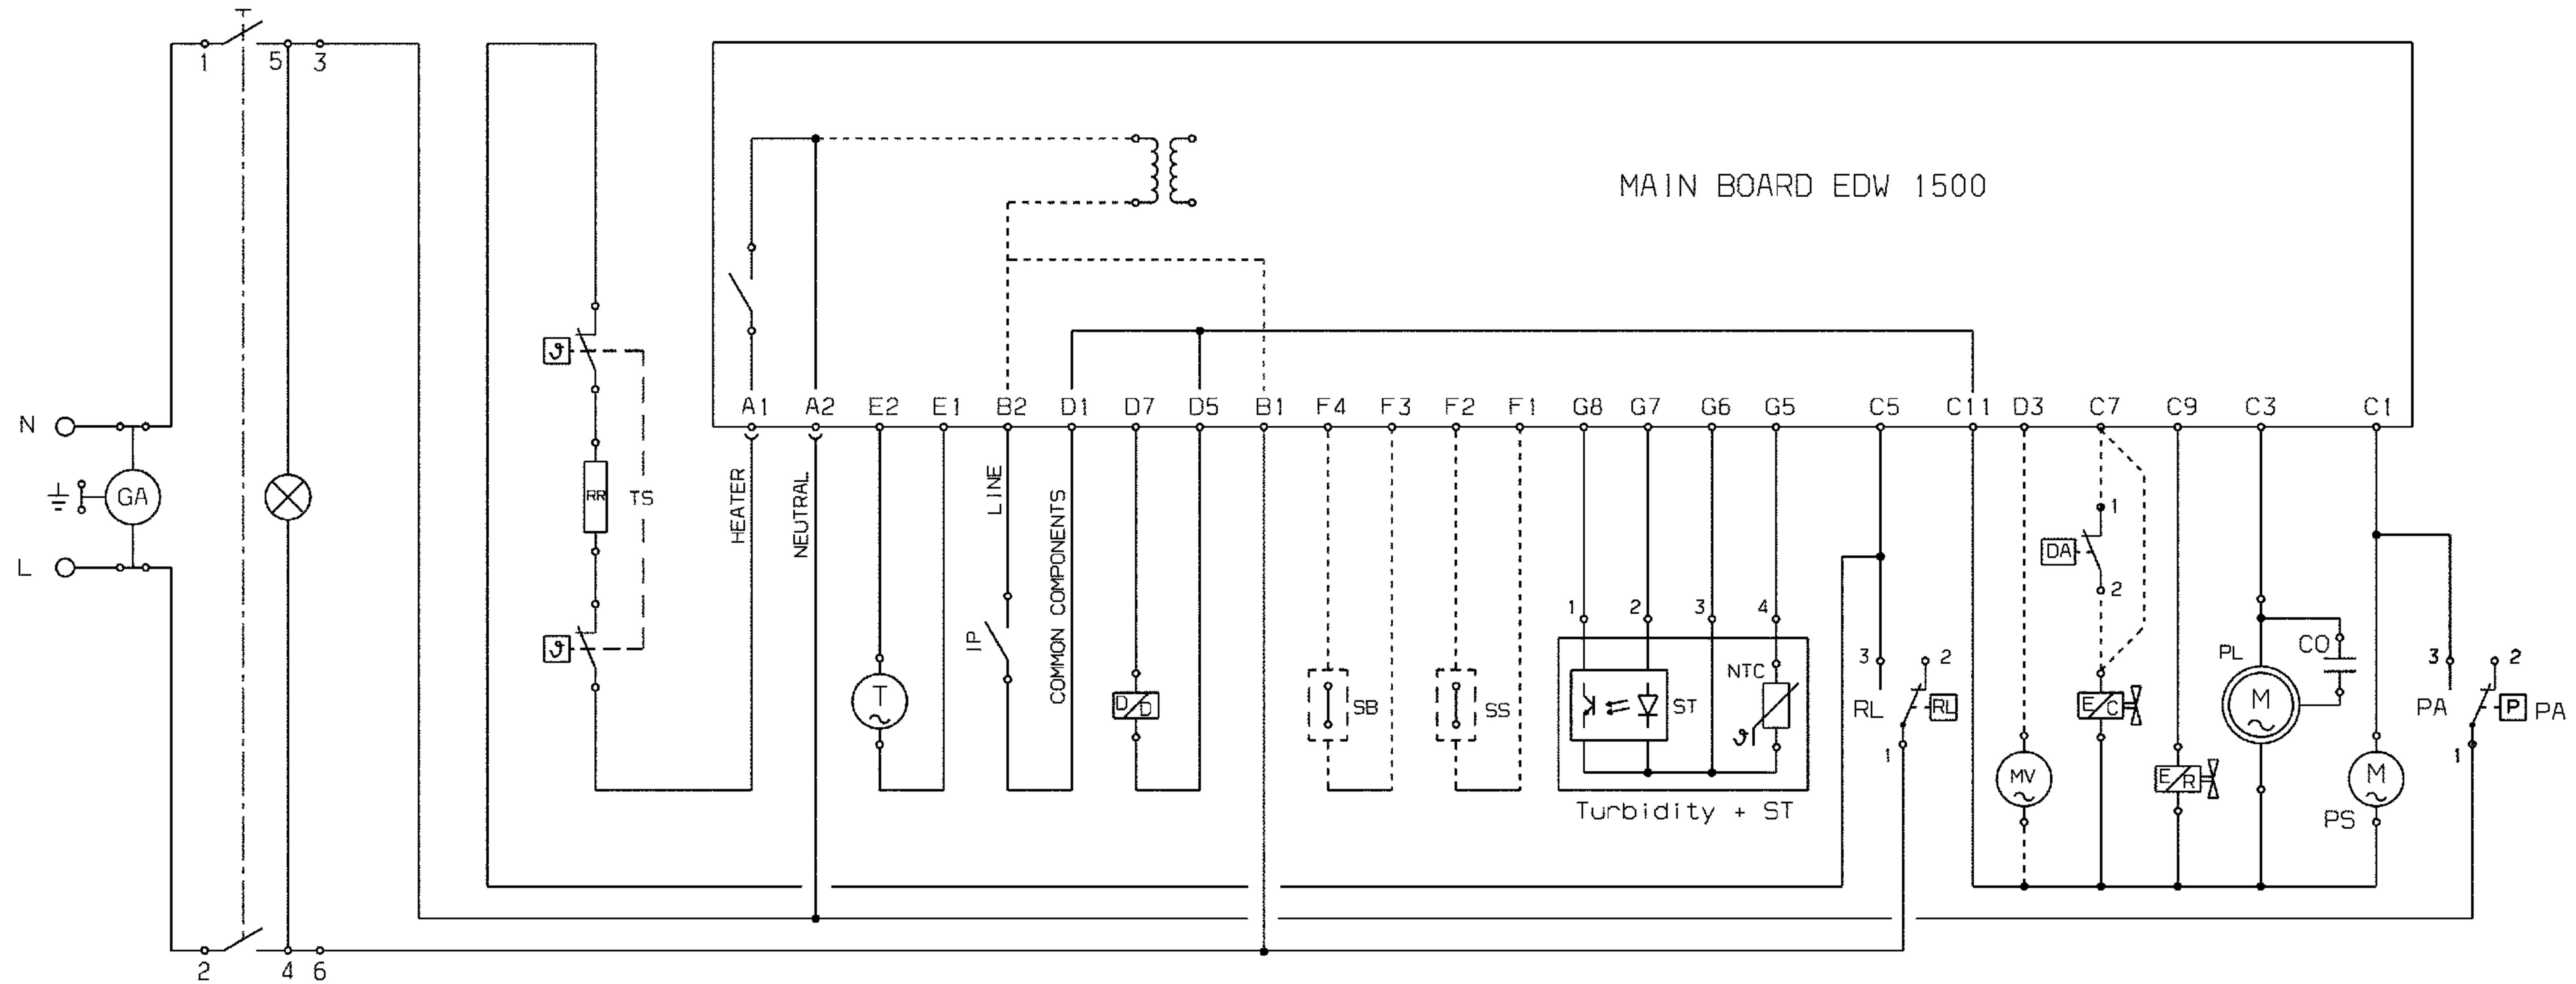 1 5 3
MAIN BOARD EDW 1500
A1 A2 E2 E1 B2 D1 D7 D5 B1 F4 F3 F2 F1 G8 G7 G6 G5 C5 C11 D3 C7 C9 C3 C1
N
GA
L
ϑ
RR
TS
ϑ
HEATER
NEUTRAL
T
LINE
IP
COMMON COMPONENTS
D D
SB
SS
1 2 3 4
NTC
ST
ϑ
Turbidity + ST
3 2
RL RL
1
MV
1
DA
2
E C
E R
PL
M
CO
M
PS
3 2
PA P PA
1
2 4 6